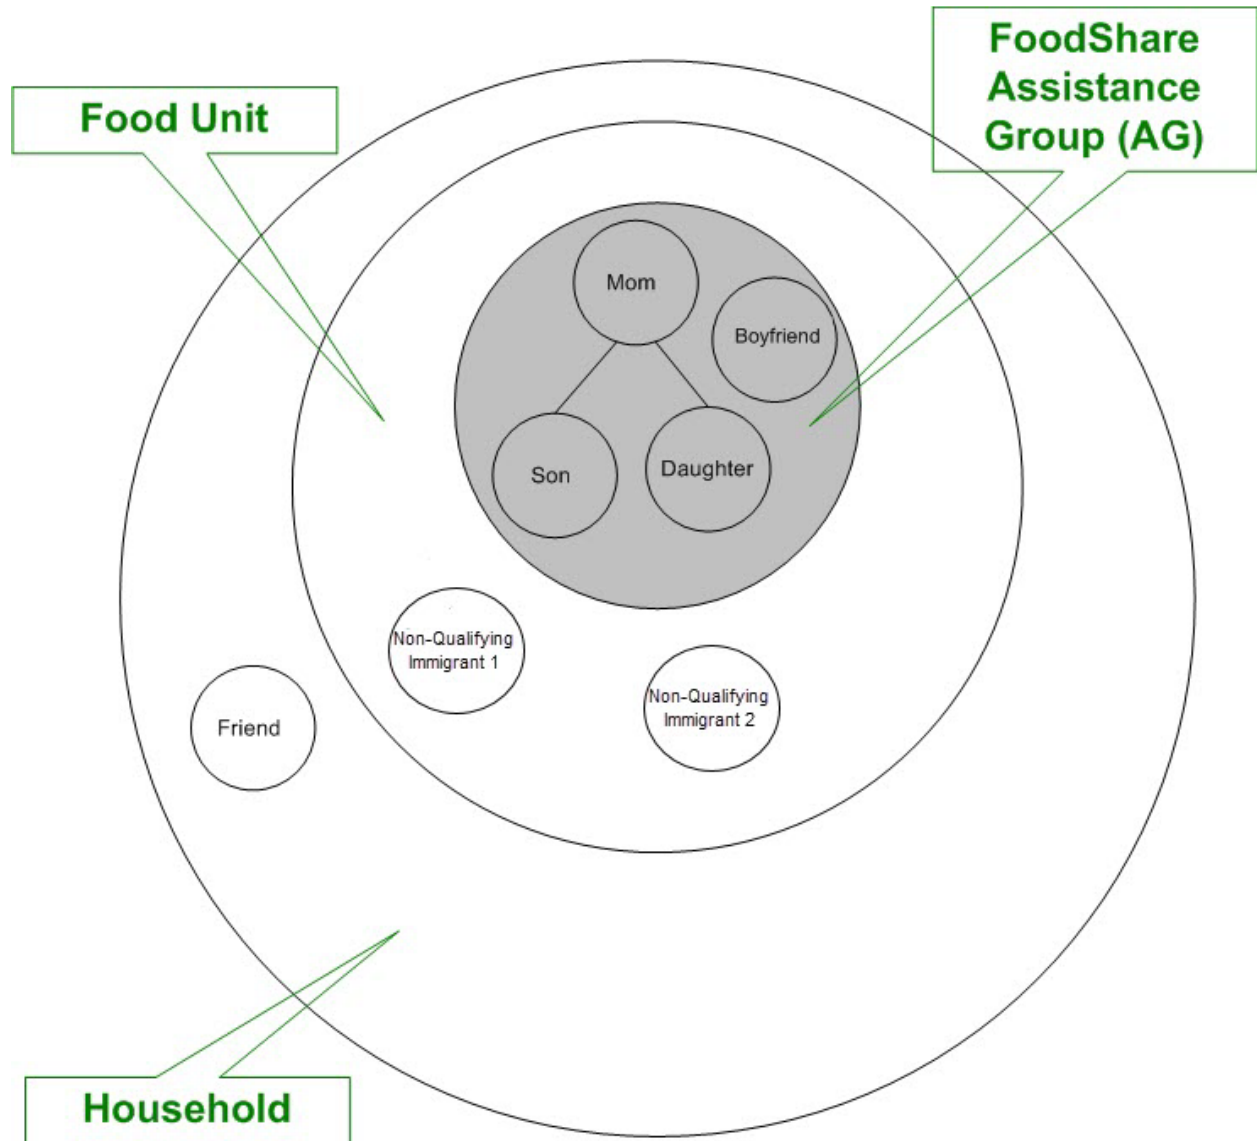 FoodShare
Assistance
Group (AG)
Food Unit
Mom
Boyfriend
Son
Daughter
Non-Qualifying
Immigrant 1
Non-Qualifying
Immigrant 2
Friend
Household